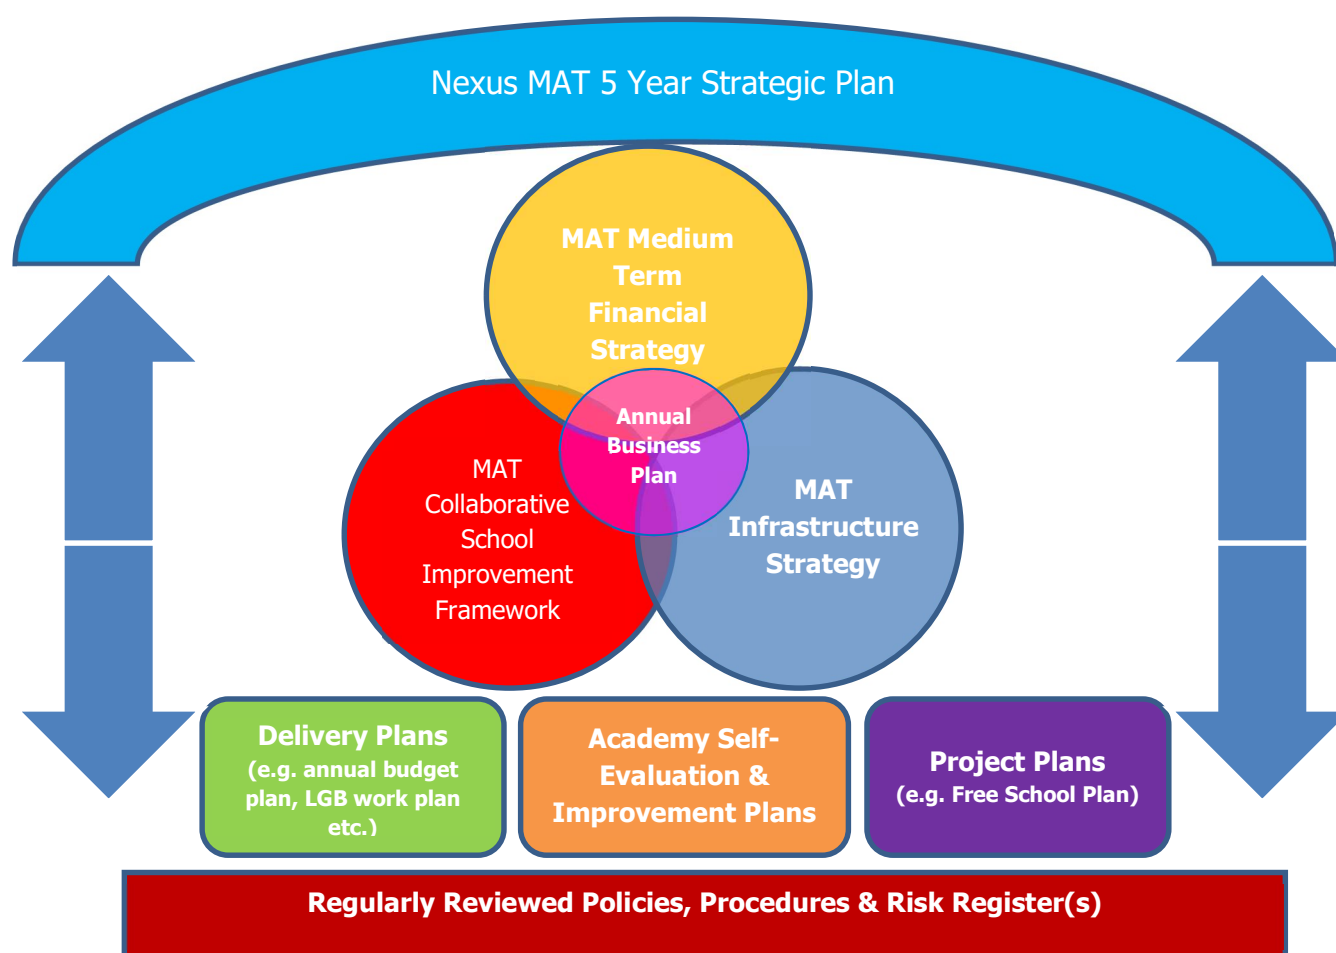 Nexus MAT 5 Year Strategic Plan
MAT Medium
Term
Financial
Strategy
Annual
Business
Plan
MAT
Collaborative
School
Improvement
Framework
MAT
Infrastructure
Strategy
Delivery Plans
(e.g. annual budget
plan, LGB work plan
etc.)
Academy Self-
Evaluation &
Improvement Plans
Project Plans
(e.g. Free School Plan)
Regularly Reviewed Policies, Procedures & Risk Register(s)